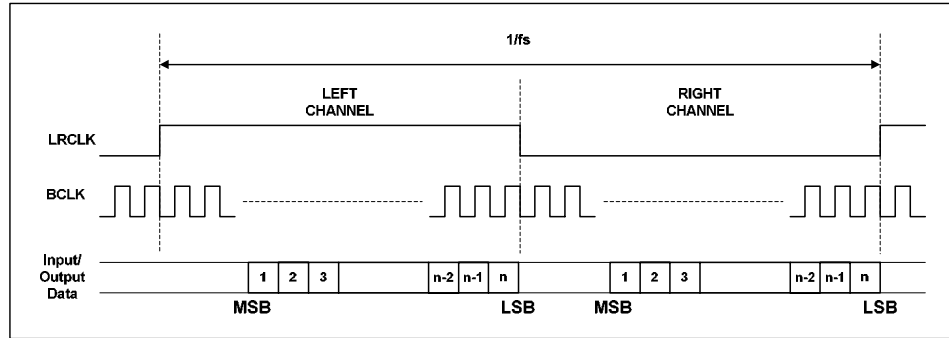 1/fs
LEFT
CHANNEL
RIGHT
CHANNEL
LRCLK
BCLK
Input/
Output
Data
1 2 3 n-2 n-1 n 1 2 3 n-2 n-1 n
MSB LSB MSB LSB